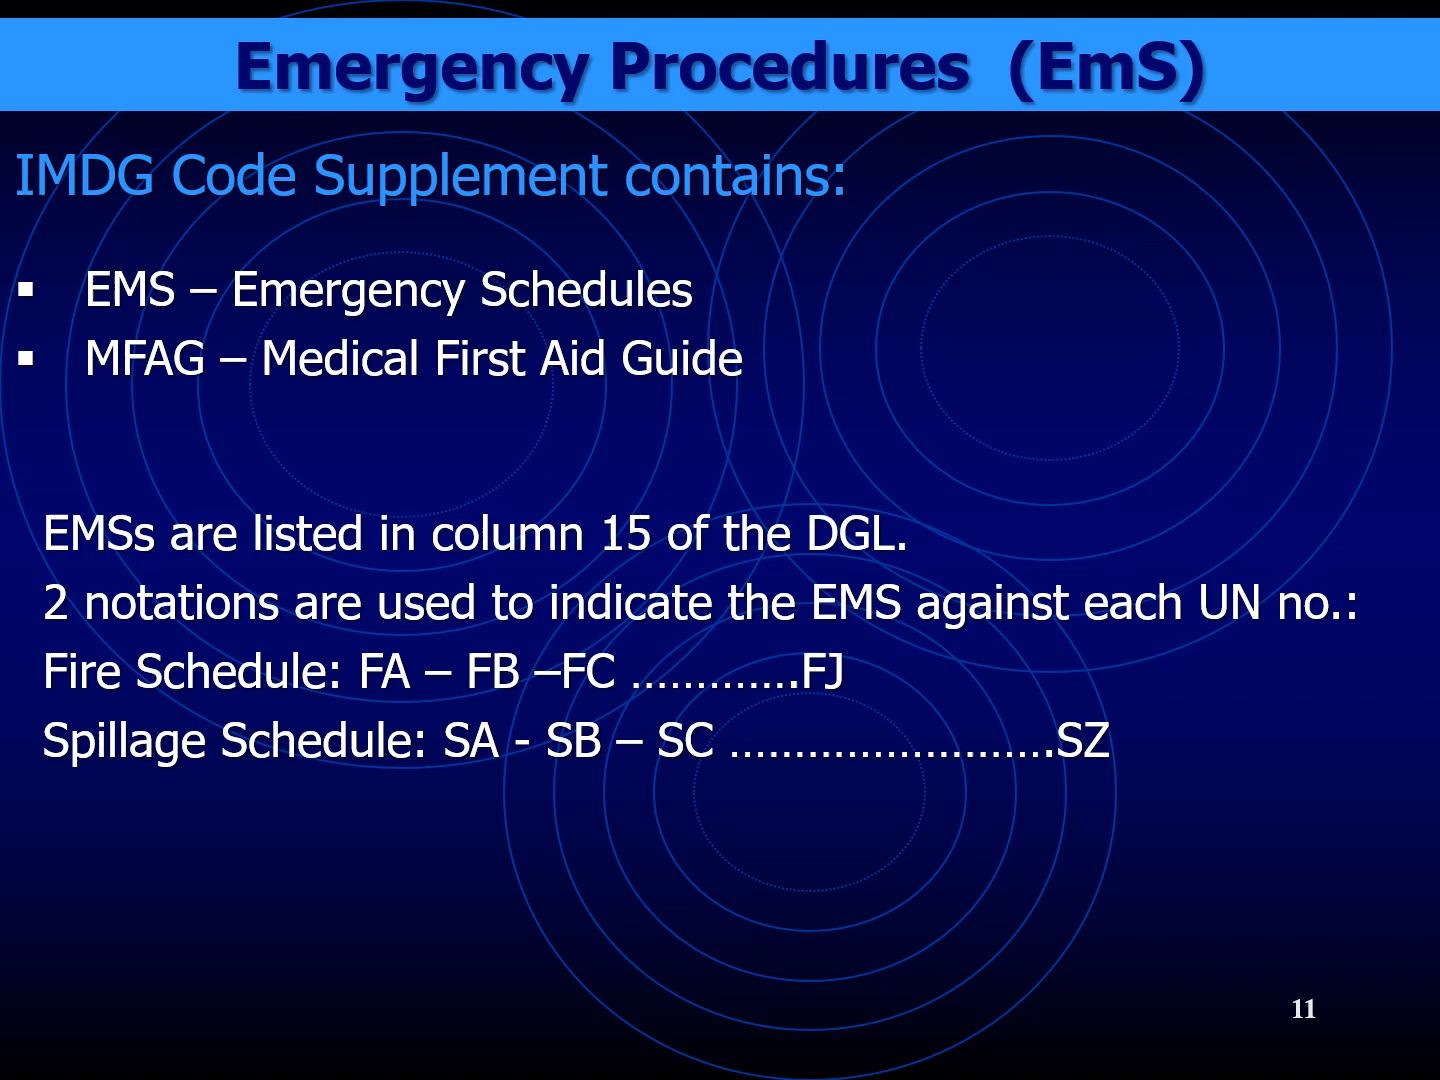 Emergency Procedures (EmS)
IMDG Code Supplement contains:
▪ EMS – Emergency Schedules
▪ MFAG – Medical First Aid Guide
EMSs are listed in column 15 of the DGL.
2 notations are used to indicate the EMS against each UN no.:
Fire Schedule: FA – FB –FC ………….FJ
Spillage Schedule: SA - SB – SC …………………….SZ
11